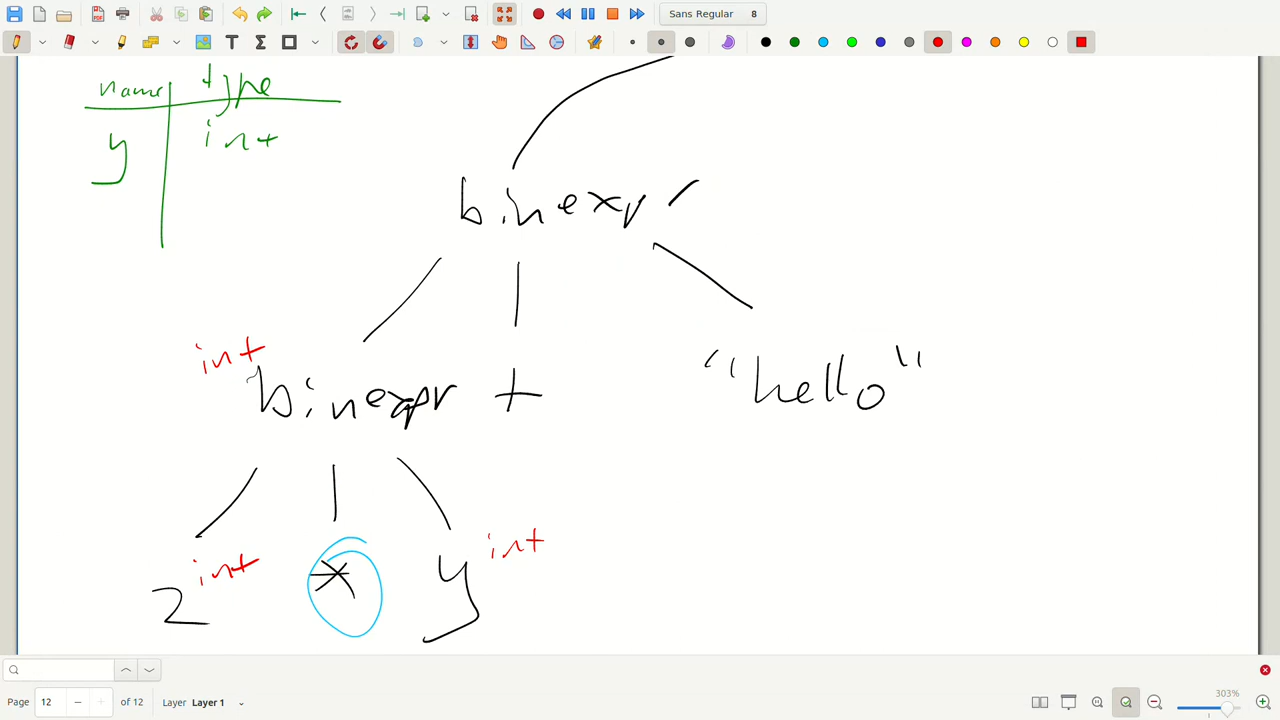 Sans Regular 8
name type
y int
binexpr
int
binexpr + "hello"
int
int
2 * y
Page 12 of 12 Layer Layer 1
303%